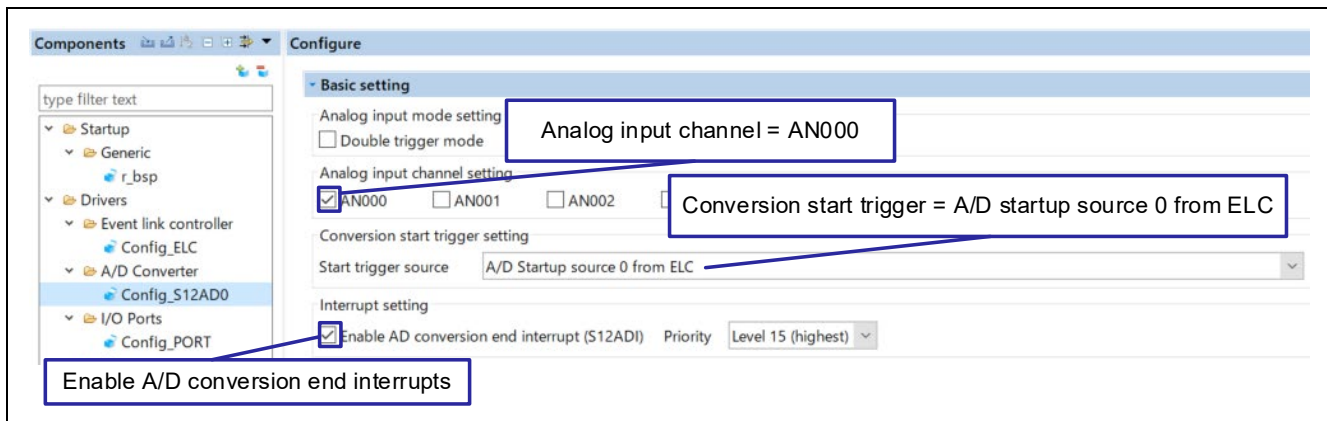 Components
Configure
type filter text
Startup
Generic
r_bsp
Drivers
Event link controller
Config_ELC
A/D Converter
Config_S12AD0
I/O Ports
Config_PORT
Basic setting
Analog input mode setting
Double trigger mode
Analog input channel = AN000
Analog input channel setting
AN000 AN001 AN002
Conversion start trigger = A/D startup source 0 from ELC
Conversion start trigger setting
Start trigger source A/D Startup source 0 from ELC
Interrupt setting
Enable AD conversion end interrupt (S12ADI) Priority Level 15 (highest)
Enable A/D conversion end interrupts